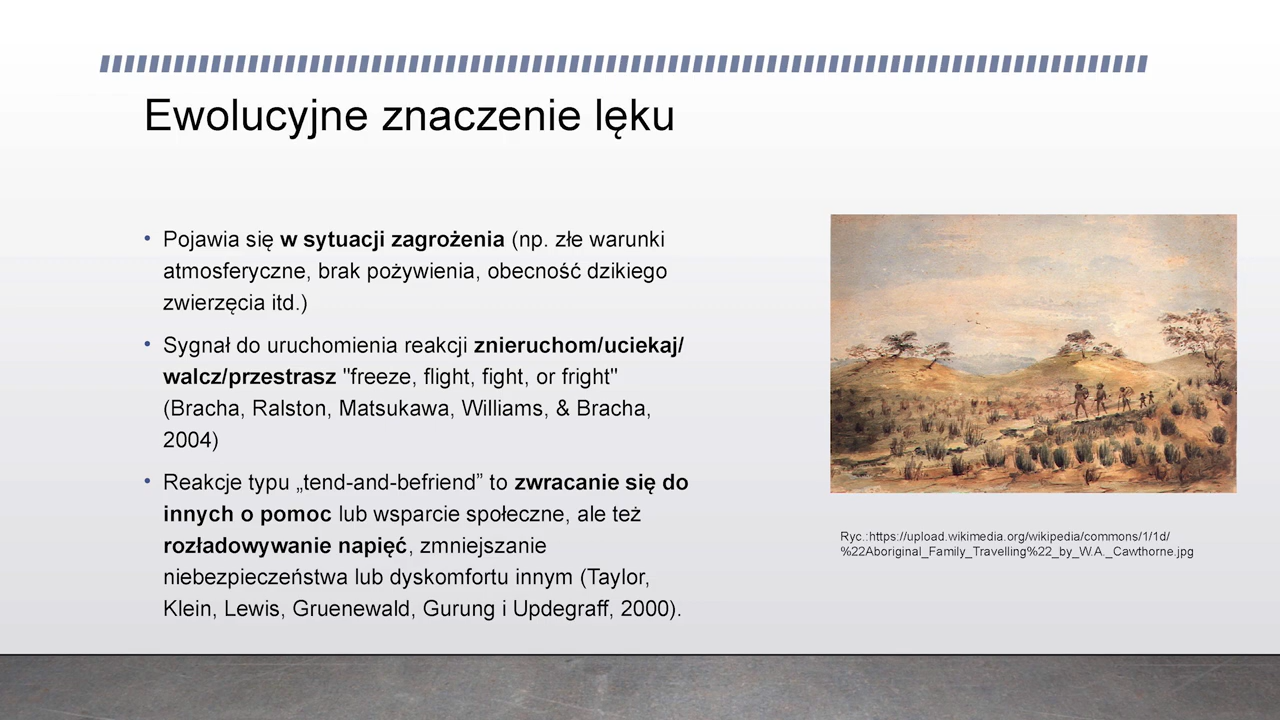 Ewolucyjne znaczenie lęku
• Pojawia się w sytuacji zagrożenia (np. złe warunki
atmosferyczne, brak pożywienia, obecność dzikiego
zwierzęcia itd.)
• Sygnał do uruchomienia reakcji znieruchom/uciekaj/
walcz/przestrasz "freeze, flight, fight, or fright"
(Bracha, Ralston, Matsukawa, Williams, & Bracha,
2004)
• Reakcje typu „tend-and-befriend” to zwracanie się do
innych o pomoc lub wsparcie społeczne, ale też
rozładowywanie napięć, zmniejszanie
niebezpieczeństwa lub dyskomfortu innym (Taylor,
Klein, Lewis, Gruenewald, Gurung i Updegraff, 2000).
Ryc.:https://upload.wikimedia.org/wikipedia/commons/1/1d/
%22Aboriginal_Family_Travelling%22_by_W.A._Cawthorne.jpg